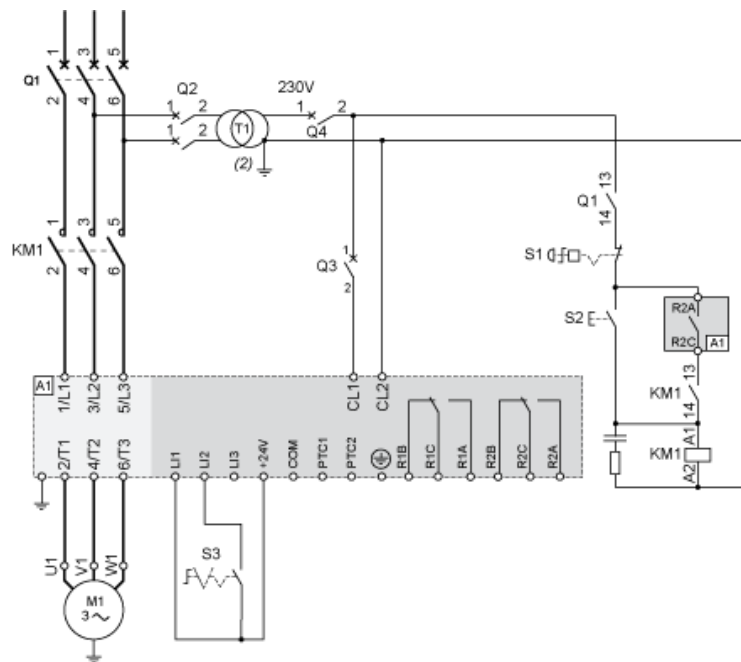 1 3 5
Q1
2 4 6
Q2
1 2
1 2
T1
(2)
230V
1 2
Q4
13
Q1
14
1 3 5
KM1
2 4 6
1
Q3
2
S1
S2
R2A
R2C
A1
13
KM1
14
A1
KM1
A2
A1
1/L1 3/L2 5/L3 CL1 CL2
2/T1 4/T2 6/T3 LI1 LI2 LI3 +24V COM PTC1 PTC2 R1B R1C R1A R2B R2C R2A
S3
U1 V1 W1
M1
3